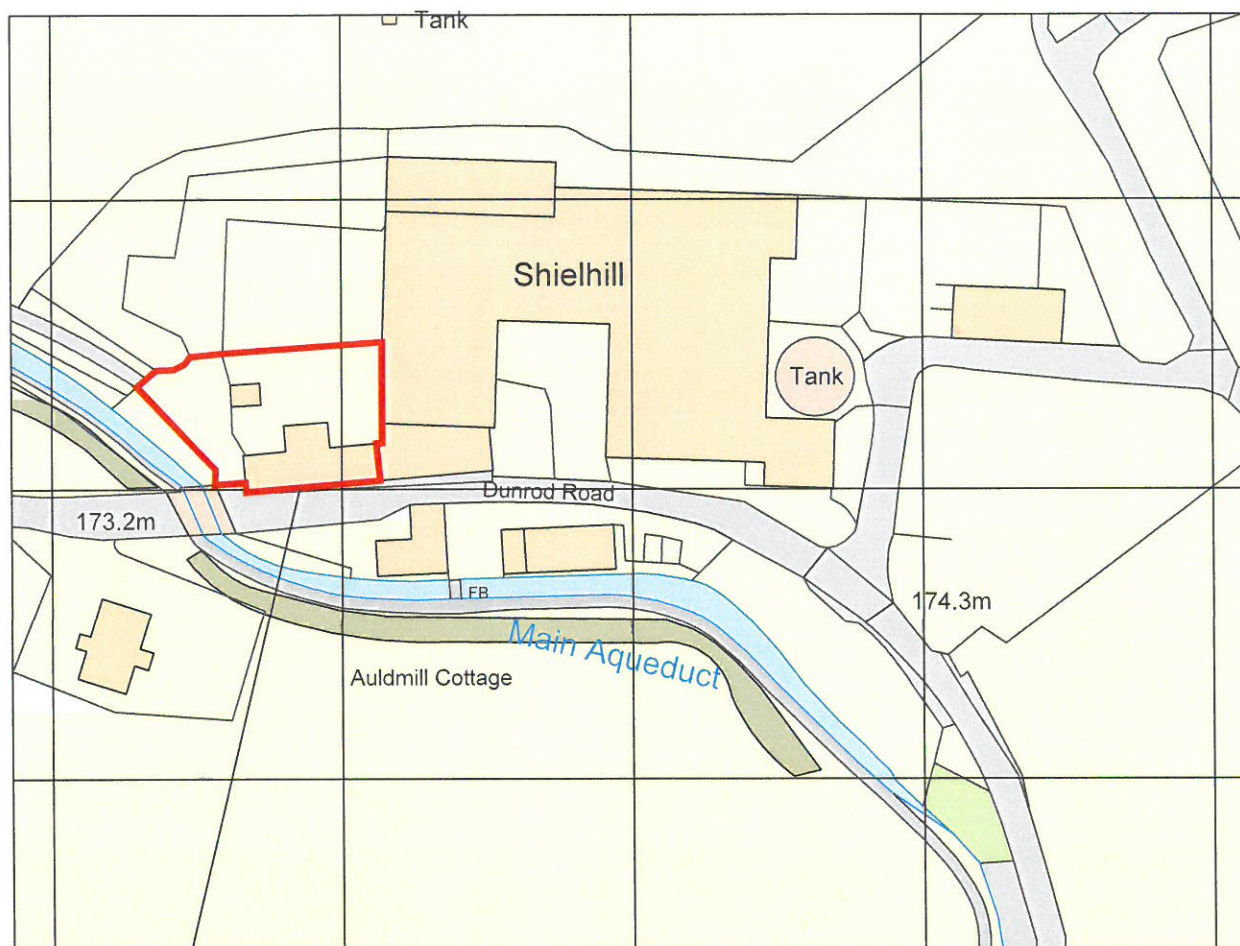 Tank
Shielhill
Tank
Dunrod Road
173.2m
FB
174.3m
Main Aqueduct
Auldmill Cottage